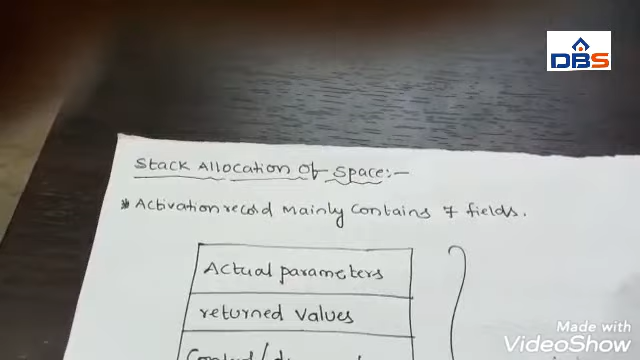 DBS
Stack Allocation Of Space:-
* Activation record mainly contains 7 fields.
Actual parameters
returned values
Made with
VideoShow